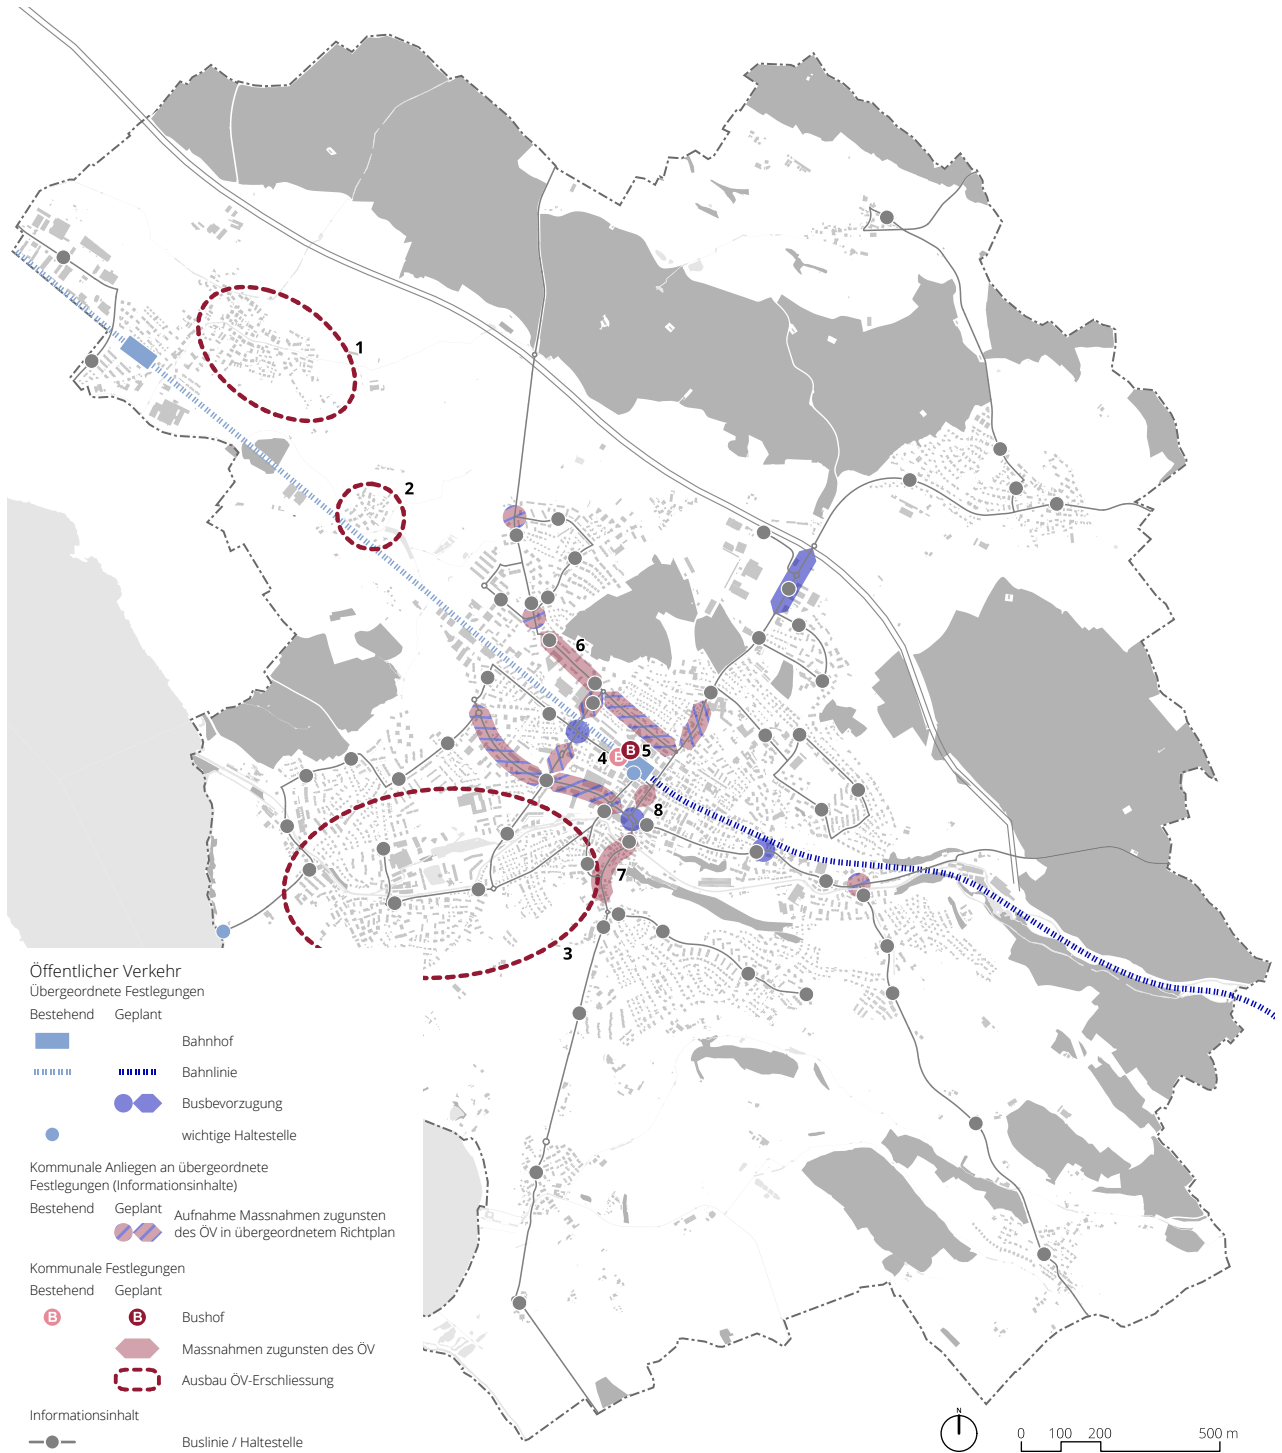 1
2
6
4
B
B
5
8
7
3
Öffentlicher Verkehr
Übergeordnete Festlegungen
Bestehend Geplant
Bahnhof
Bahnlinie
Busbevorzugung
wichtige Haltestelle
Kommunale Anliegen an übergeordnete
Festlegungen (Informationsinhalte)
Bestehend Geplant
Aufnahme Massnahmen zugunsten
des ÖV in übergeordnetem Richtplan
Kommunale Festlegungen
Bestehend Geplant
B B Bushof
Massnahmen zugunsten des ÖV
Ausbau ÖV-Erschliessung
Informationsinhalt
Buslinie / Haltestelle
N
0 100 200 500 m